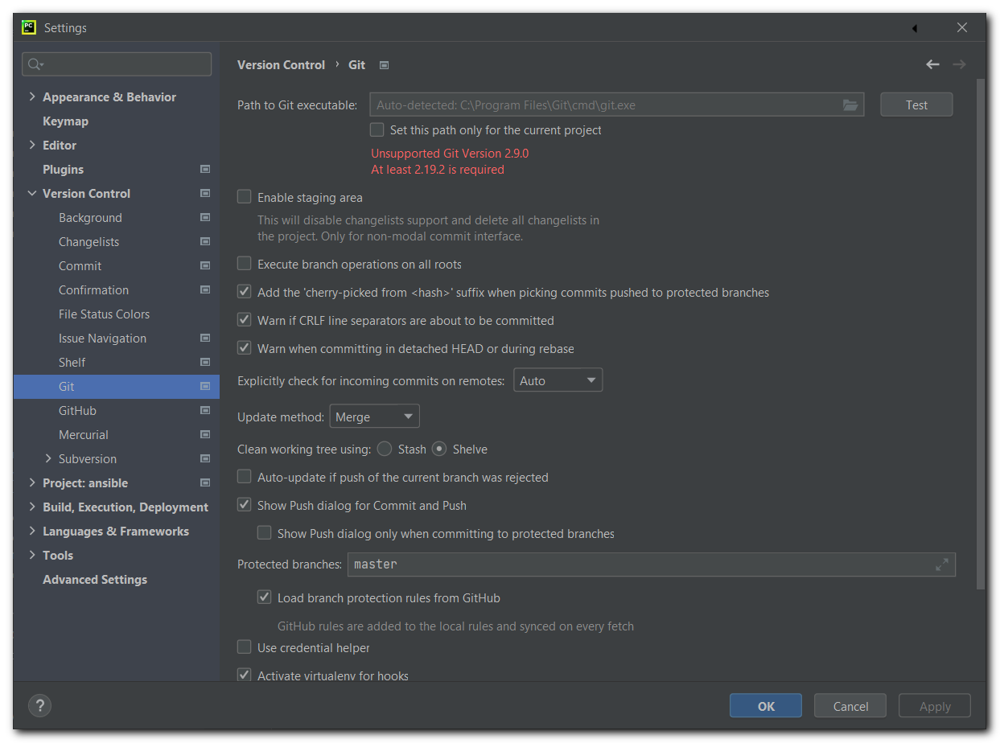 PC
Settings
Appearance & Behavior
Keymap
Editor
Plugins
Version Control
Background
Changelists
Commit
Confirmation
File Status Colors
Issue Navigation
Shelf
Git
GitHub
Mercurial
Subversion
Project: ansible
Build, Execution, Deployment
Languages & Frameworks
Tools
Advanced Settings
Version Control › Git
Path to Git executable: Auto-detected: C:\Program Files\Git\cmd\git.exe Test
Set this path only for the current project
Unsupported Git Version 2.9.0
At least 2.19.2 is required
Enable staging area
This will disable changelists support and delete all changelists in
the project. Only for non-modal commit interface.
Execute branch operations on all roots
Add the 'cherry-picked from <hash>' suffix when picking commits pushed to protected branches
Warn if CRLF line separators are about to be committed
Warn when committing in detached HEAD or during rebase
Explicitly check for incoming commits on remotes: Auto
Update method: Merge
Clean working tree using: Stash Shelve
Auto-update if push of the current branch was rejected
Show Push dialog for Commit and Push
Show Push dialog only when committing to protected branches
Protected branches: master
Load branch protection rules from GitHub
GitHub rules are added to the local rules and synced on every fetch
Use credential helper
Activate virtualenv for hooks
? OK Cancel Apply